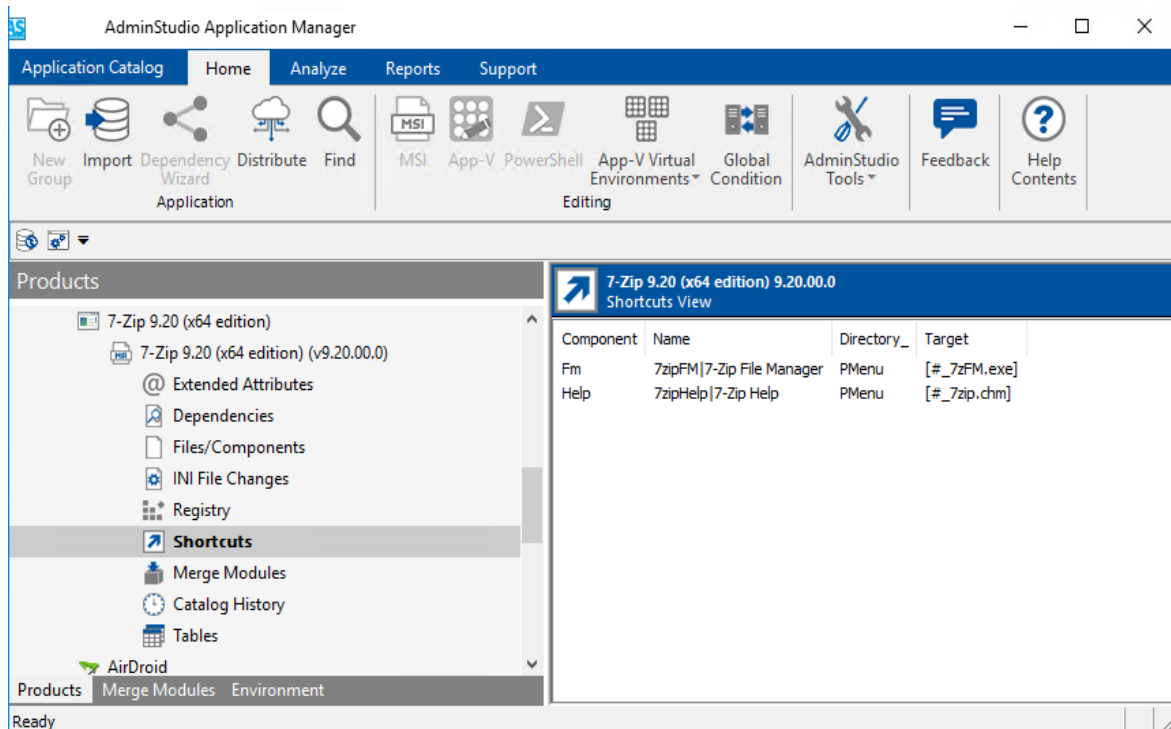 AS AdminStudio Application Manager
Application Catalog Home Analyze Reports Support
New Group Import Dependency Wizard Distribute Find
Application
MSI MSI App-V PowerShell App-V Virtual Environments Global Condition
Editing
AdminStudio Tools
Feedback
Help Contents
Products
7-Zip 9.20 (x64 edition)
7-Zip 9.20 (x64 edition) (v9.20.00.0)
Extended Attributes
Dependencies
Files/Components
INI File Changes
Registry
Shortcuts
Merge Modules
Catalog History
Tables
AirDroid
Products Merge Modules Environment
Ready
7-Zip 9.20 (x64 edition) 9.20.00.0
Shortcuts View
Component Name Directory_ Target
Fm 7zipFM|7-Zip File Manager PMenu [#_7zFM.exe]
Help 7zipHelp|7-Zip Help PMenu [#_7zip.chm]